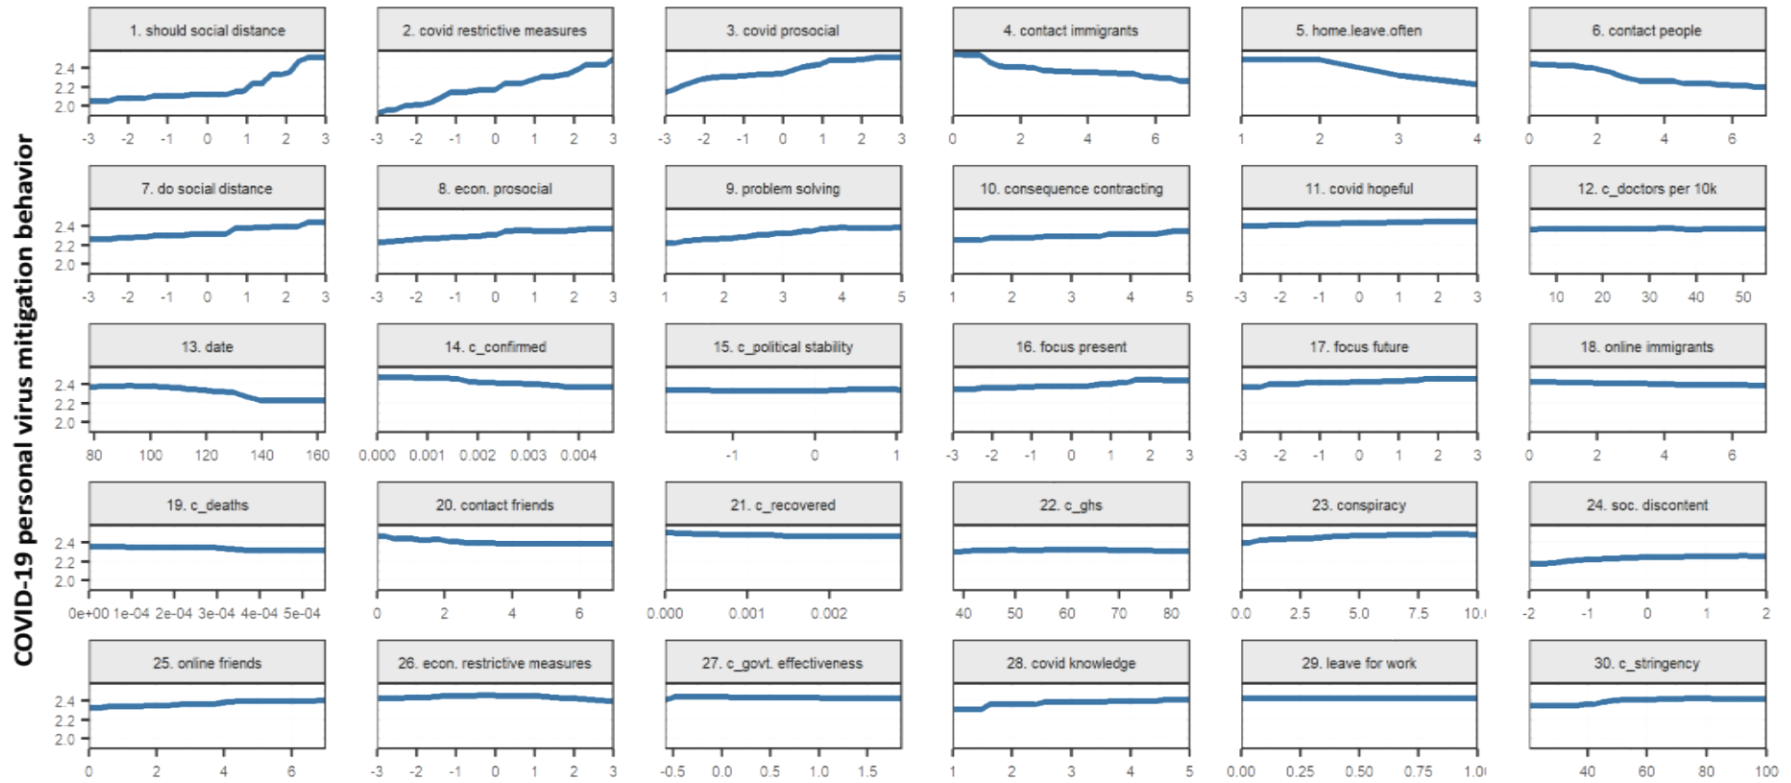 COVID-19 personal virus mitigation behavior
1. should social distance
2. covid restrictive measures
3. covid prosocial
4. contact immigrants
5. home.leave.often
6. contact people
2.4
2.2
2.0
-3 -2 -1 0 1 2 3
-3 -2 -1 0 1 2 3
-3 -2 -1 0 1 2 3
0 2 4 6
1 2 3 4
0 2 4 6
7. do social distance
8. econ. prosocial
9. problem solving
10. consequence contracting
11. covid hopeful
12. c_doctors per 10k
2.4
2.2
2.0
-3 -2 -1 0 1 2 3
-3 -2 -1 0 1 2 3
1 2 3 4 5
1 2 3 4 5
-3 -2 -1 0 1 2 3
10 20 30 40 50
13. date
14. c_confirmed
15. c_political stability
16. focus present
17. focus future
18. online immigrants
2.4
2.2
2.0
80 100 120 140 160
0.000 0.001 0.002 0.003 0.004
-1 0 1
-3 -2 -1 0 1 2 3
-3 -2 -1 0 1 2 3
0 2 4 6
19. c_deaths
20. contact friends
21. c_recovered
22. c_ghs
23. conspiracy
24. soc. discontent
2.4
2.2
2.0
0e+00 1e-04 2e-04 3e-04 4e-04 5e-04
0 2 4 6
0.000 0.001 0.002
40 50 60 70 80
0.0 2.5 5.0 7.5 10.
-2 -1 0 1 2
25. online friends
26. econ. restrictive measures
27. c_govt. effectiveness
28. covid knowledge
29. leave for work
30. c_stringency
2.4
2.2
2.0
0 2 4 6
-3 -2 -1 0 1 2 3
-0.5 0.0 0.5 1.0 1.5
1 2 3 4 5
0.00 0.25 0.50 0.75 1.0
40 60 80 100